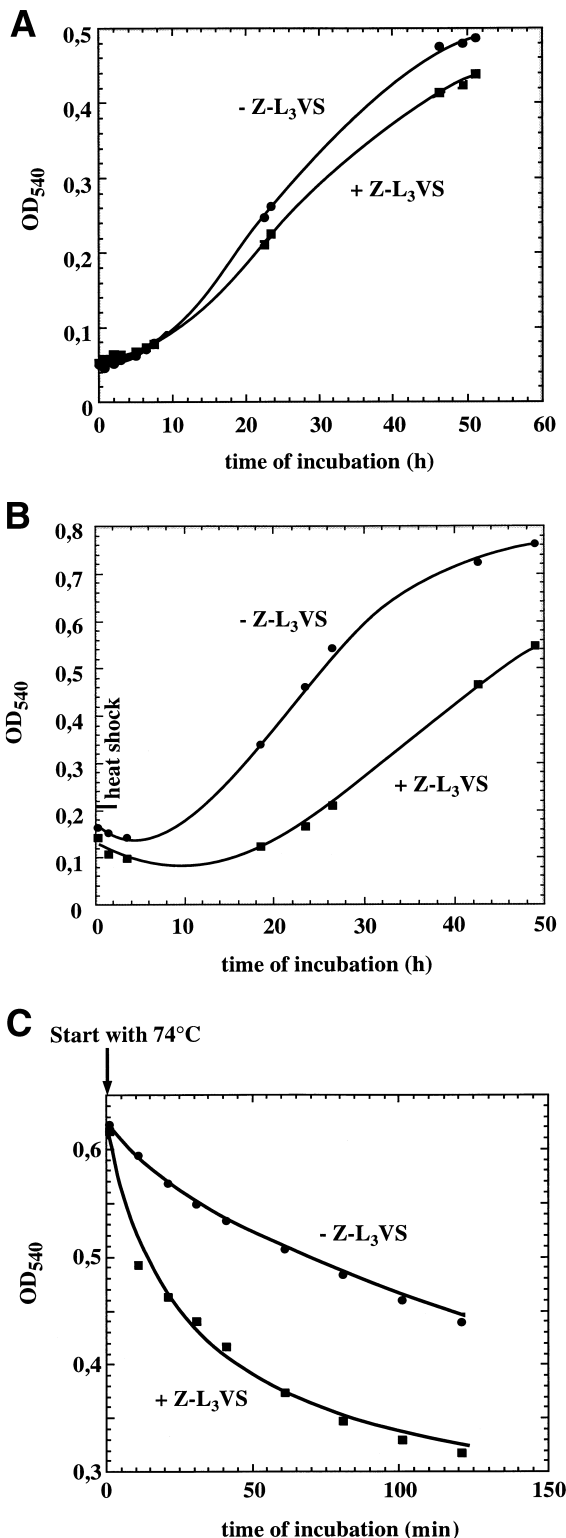 A
0,5
0,4
0,3
0,2
0,1
0
OD540
- Z-L3VS
+ Z-L3VS
0 10 20 30 40 50 60
time of incubation (h)
B
0,8
0,7
0,6
0,5
0,4
0,3
0,2
0,1
0
OD540
- Z-L3VS
heat shock
+ Z-L3VS
0 10 20 30 40 50
time of incubation (h)
C
Start with 74°C
0,6
0,5
0,4
0,3
OD540
- Z-L3VS
+ Z-L3VS
0 50 100 150
time of incubation (min)